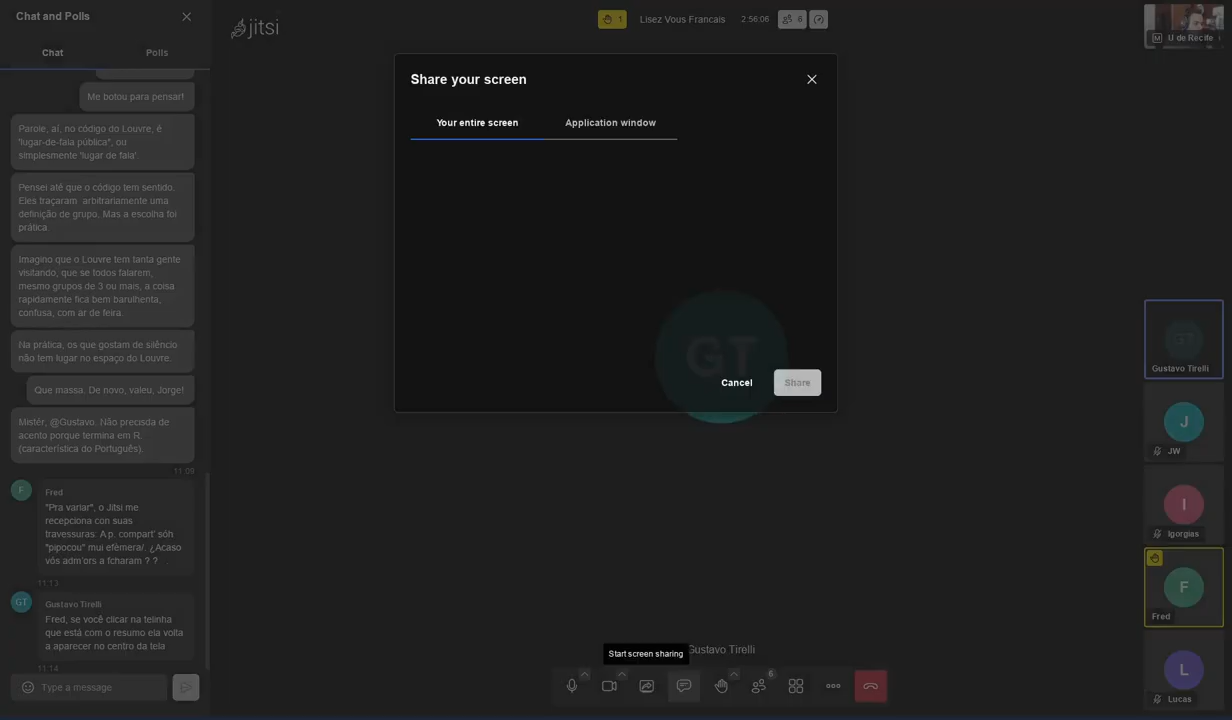 Chat and Polls
Chat
Polls
Me botou para pensar!
Parole, aí, no código do Louvre, é
'lugar-de-fala pública", ou
simplesmente 'lugar de fala'
Pensei até que o código tem sentido.
Eles traçaram arbitrariamente uma
definição de grupo, Mas a escolha foi
prática.
Imagino que o Louvre tem tanta gente
visitando, que se todos falarem,
mesmo grupos de 3 ou mais, a coisa
rapidamente fica bem barulhenta,
confusa, com ar de feira.
Na prática, os que gostam de silêncio
não tem lugar no espaço do Louvre.
Que massa. De novo, valeu, Jorge!
Mistér, @Gustavo. Não precisda de
acento porque termina em R.
(característica do Português).
11:09
F
Fred
"Pra variar", o Jitsi me
recepciona con suas
travessuras. A p. compart' sóh
"pipocou" mui efêmera/. ¿Acaso
vós adm'ors a fcharam ? ? .
11:13
GT
Gustavo Tirelli
Fred, se você clicar na telinha
que está com o resumo ela volta
a aparecer no centro da tela
11:14
Type a message
jitsi
1
Lisez Vous Francais
2:56:06
6
Share your screen
Your entire screen
Application window
GT
Cancel
Share
Start screen sharing
Gustavo Tirelli
6
M U de Recife
GT
Gustavo Tirelli
J
JW
I
Igorgias
F
Fred
L
Lucas